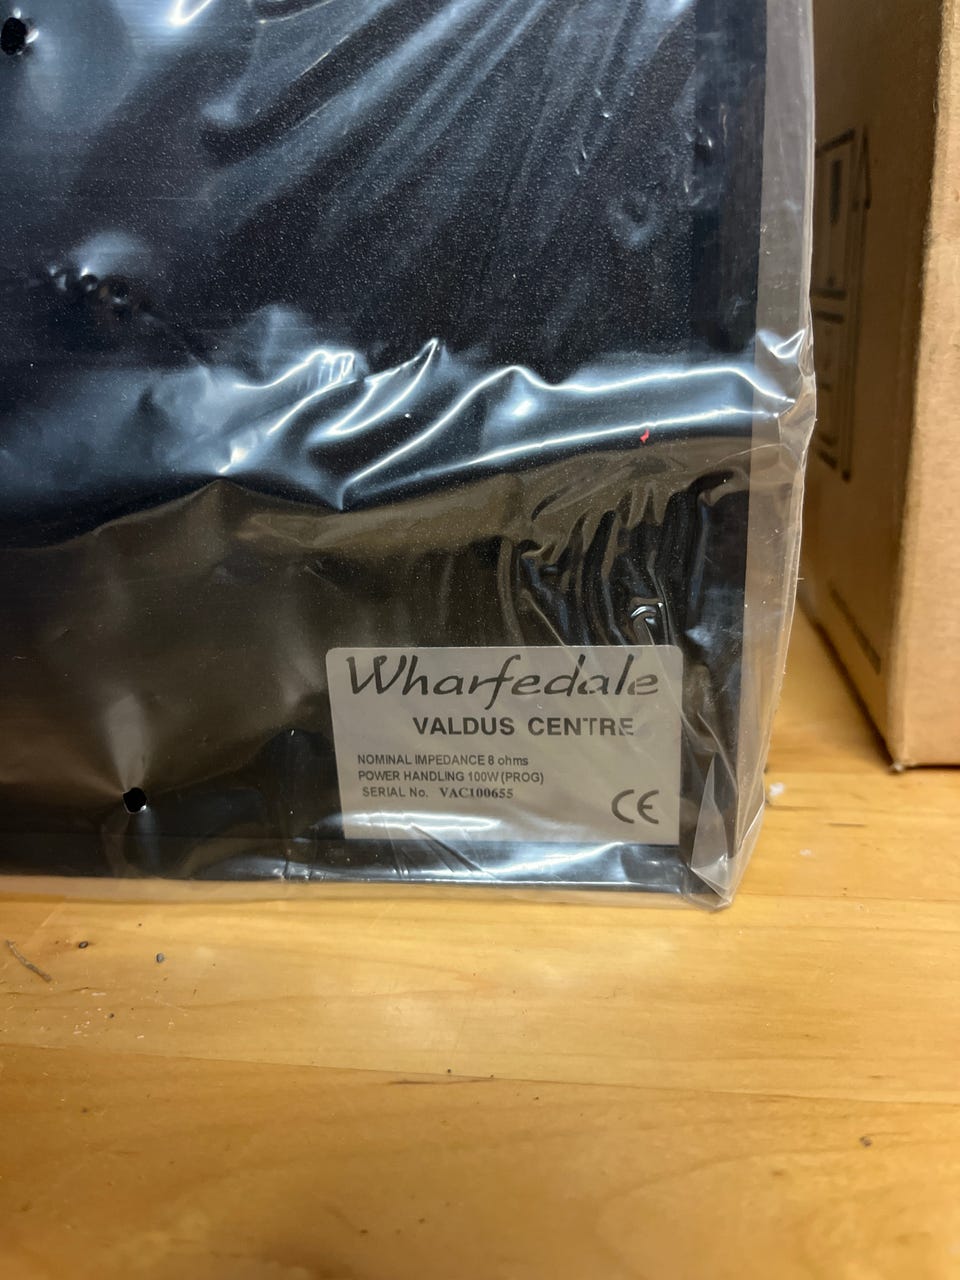 Wharfedale
VALDUS CENTRE
NOMINAL IMPEDANCE 8 ohms
POWER HANDLING 100W (PROG)
SERIAL No. VAC100655
CE